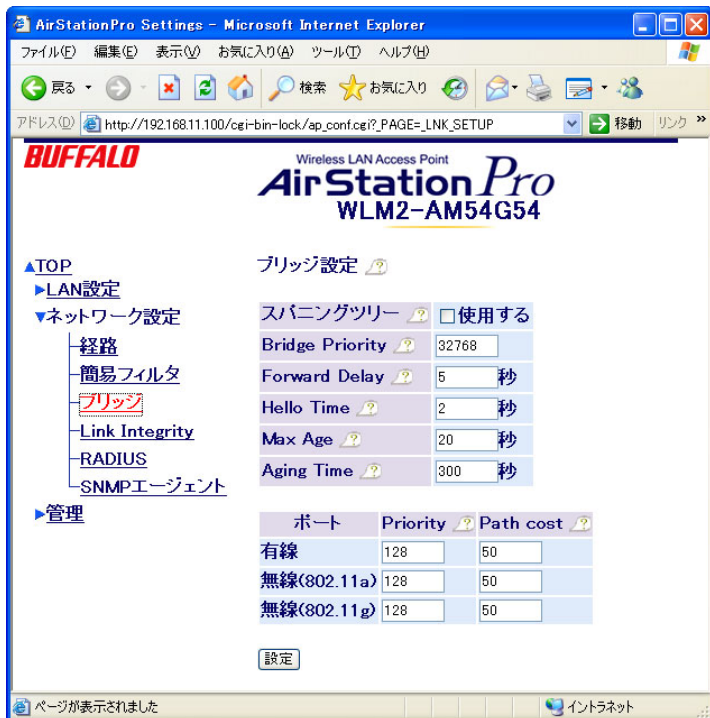 AirStationPro Settings - Microsoft Internet Explorer
ファイル(F) 編集(E) 表示(V) お気に入り(A) ツール(T) ヘルプ(H)
戻る 検索 お気に入り
アドレス(D) http://192.168.11.100/cgi-bin-lock/ap_conf.cgi?_PAGE=_LNK_SETUP 移動 リンク »
BUFFALO
Wireless LAN Access Point
AirStation Pro
WLM2-AM54G54
▲TOP
▶LAN設定
▼ネットワーク設定
経路
簡易フィルタ
ブリッジ
Link Integrity
RADIUS
SNMPエージェント
▶管理
ブリッジ設定 ?
スパニングツリー ? 使用する
Bridge Priority ? 32768
Forward Delay ? 5 秒
Hello Time ? 2 秒
Max Age ? 20 秒
Aging Time ? 300 秒
ポート Priority ? Path cost ?
有線 128 50
無線(802.11a) 128 50
無線(802.11g) 128 50
設定
ページが表示されました イントラネット